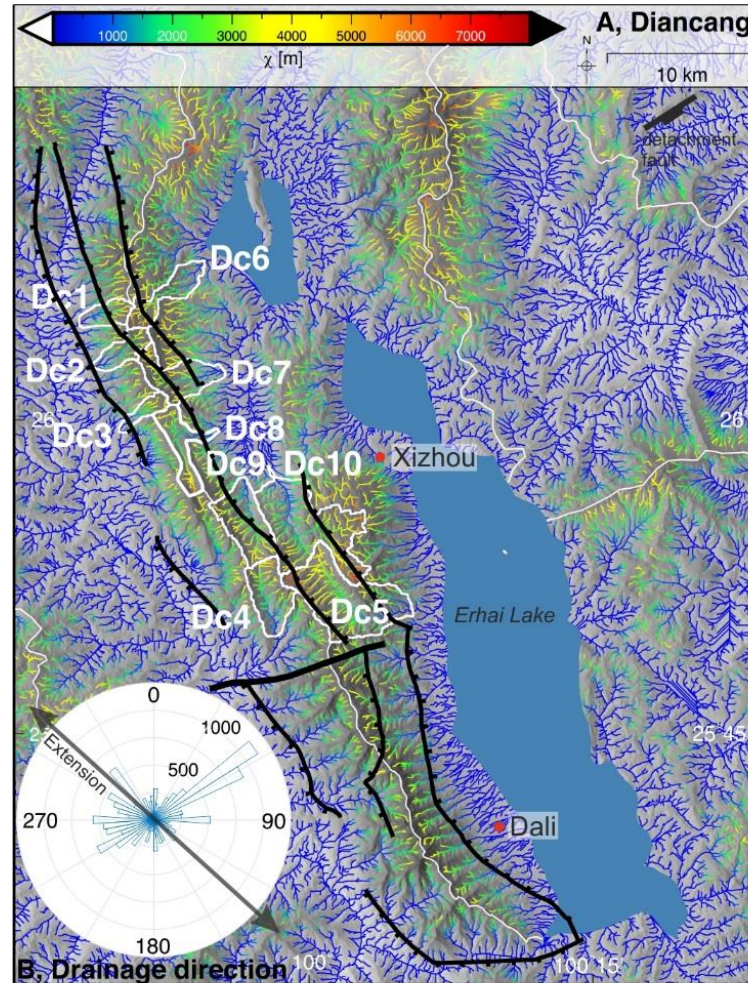 A, Diancang
1000 2000 3000 4000 5000 6000 7000
χ [m]
N
10 km
detachment
fault
Dc6
Dc1
Dc2
Dc7
26
26
Dc3
Dc8
Dc9
Dc10
Xizhou
Dc4
Dc5
Erhai Lake
0
1000
500
Extension
270
90
25 45
Dali
180
B, Drainage direction
100
100 15